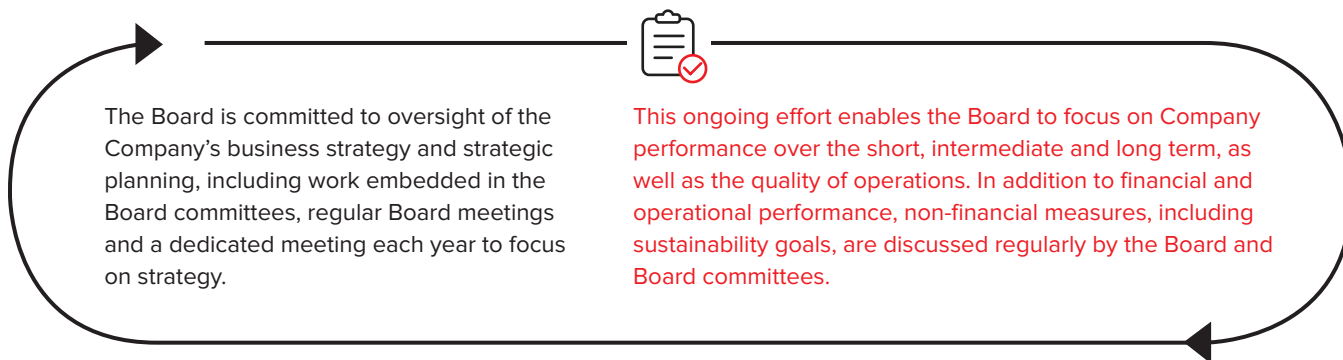 The Board is committed to oversight of the
Company’s business strategy and strategic
planning, including work embedded in the
Board committees, regular Board meetings
and a dedicated meeting each year to focus
on strategy.
This ongoing effort enables the Board to focus on Company
performance over the short, intermediate and long term, as
well as the quality of operations. In addition to financial and
operational performance, non-financial measures, including
sustainability goals, are discussed regularly by the Board and
Board committees.